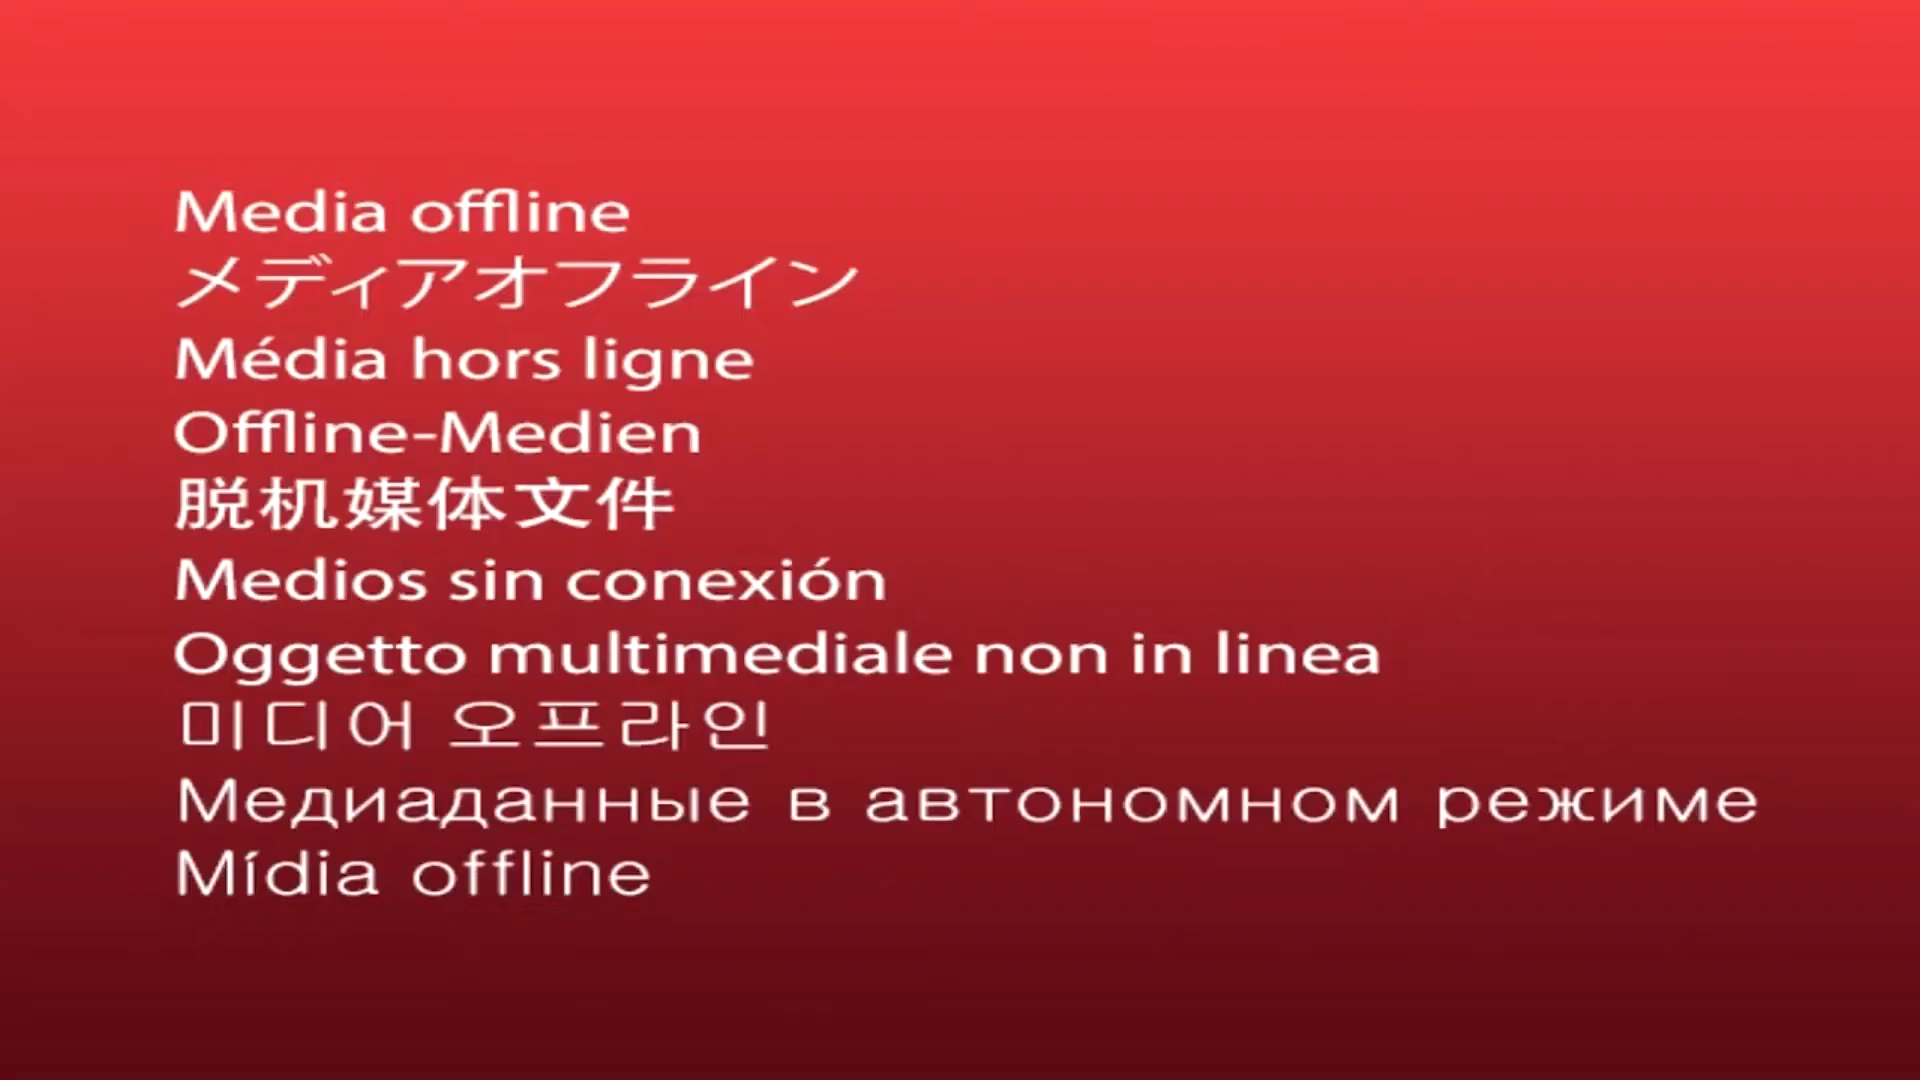 Media offline
メディアオフライン
Média hors ligne
Offline-Medien
脱机媒体文件
Medios sin conexión
Oggetto multimediale non in linea
미디어 오프라인
Медиаданные в автономном режиме
Mídia offline